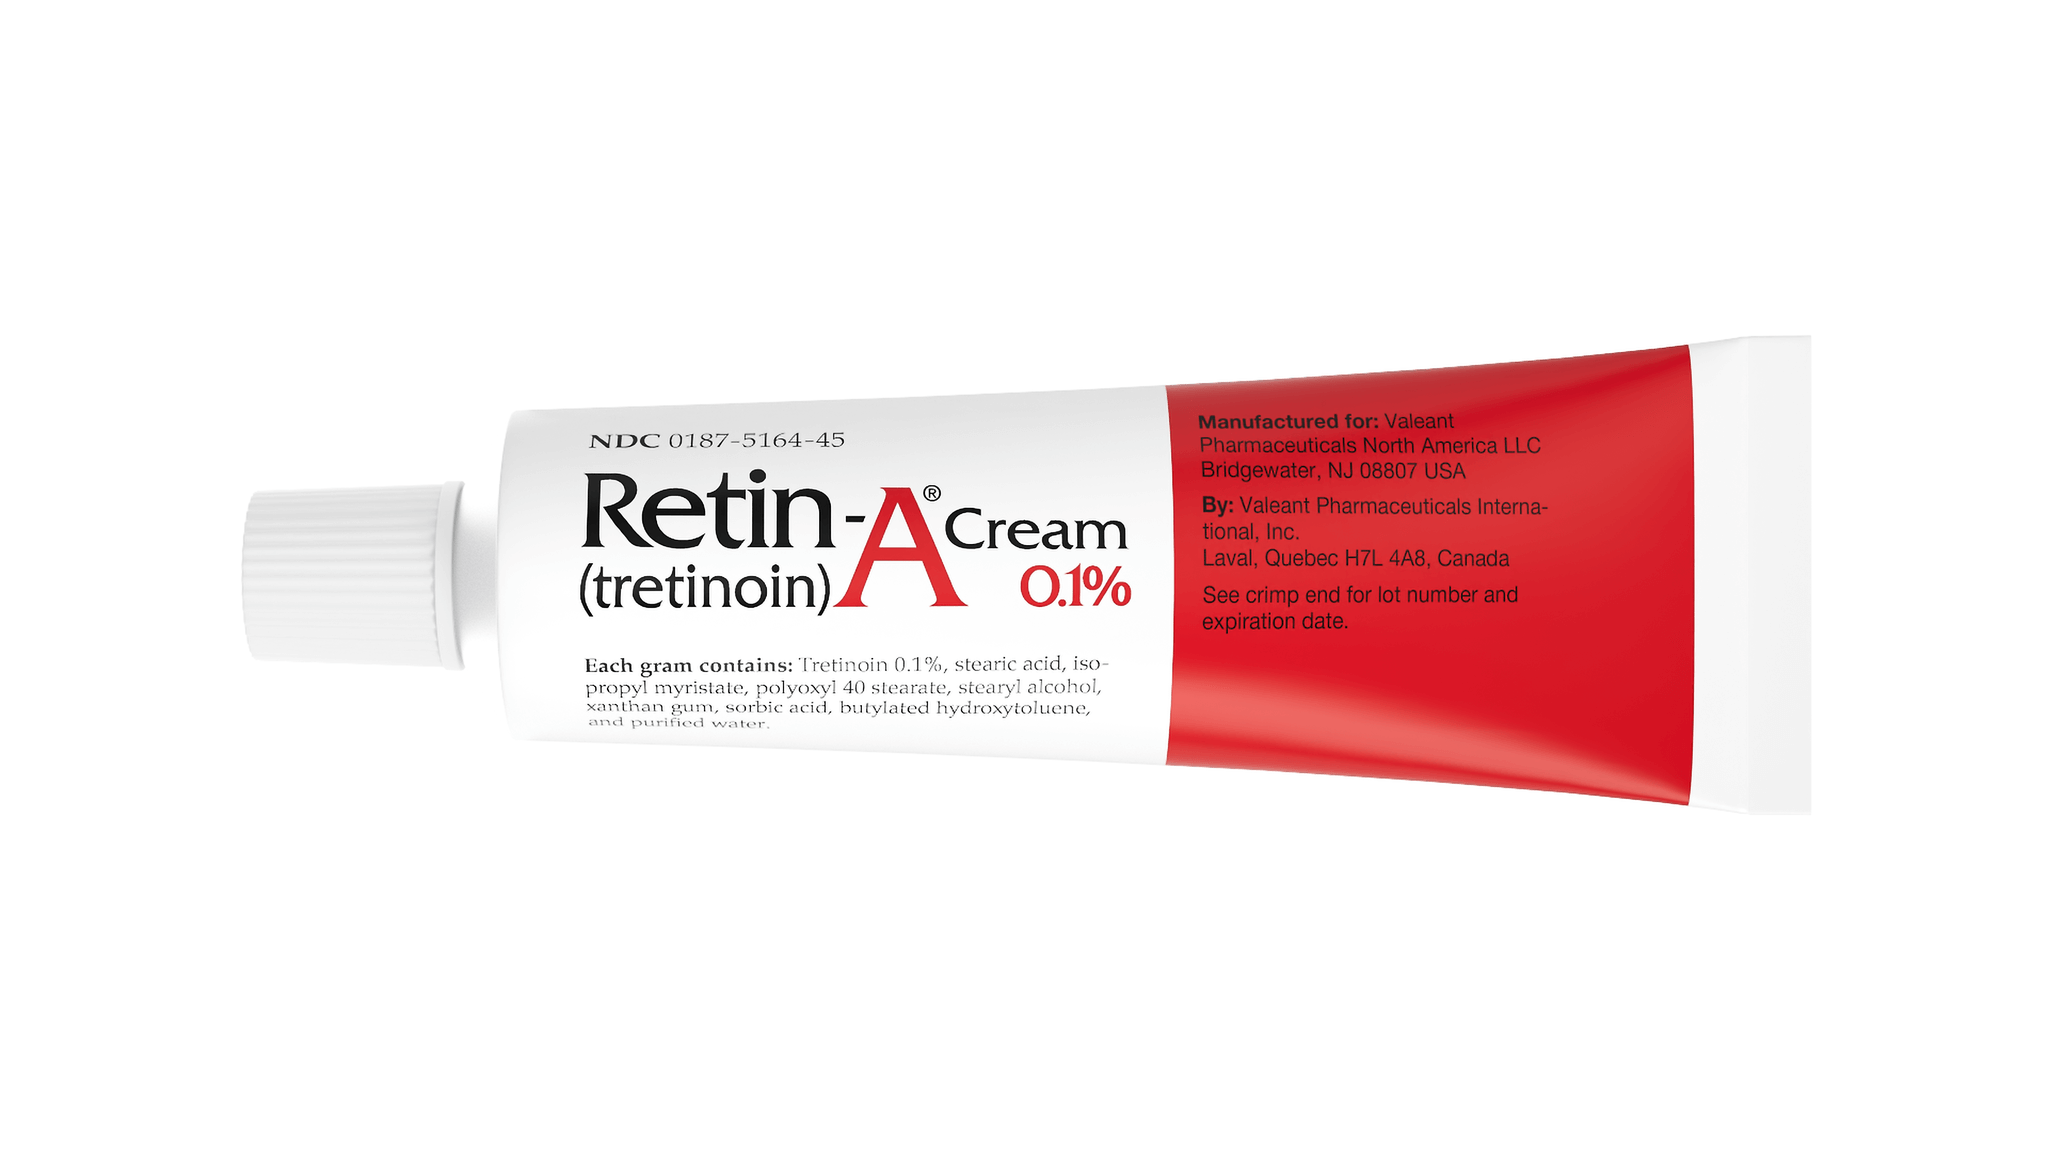 NDC 0187-5164-45
Retin-A® Cream
(tretinoin) 0.1%
Each gram contains: Tretinoin 0.1%, stearic acid, iso-
propyl myristate, polyoxyl 40 stearate, stearyl alcohol,
xanthan gum, sorbic acid, butylated hydroxytoluene,
and purified water.
Manufactured for: Valeant
Pharmaceuticals North America LLC
Bridgewater, NJ 08807 USA
By: Valeant Pharmaceuticals Interna-
tional, Inc.
Laval, Quebec H7L 4A8, Canada
See crimp end for lot number and
expiration date.